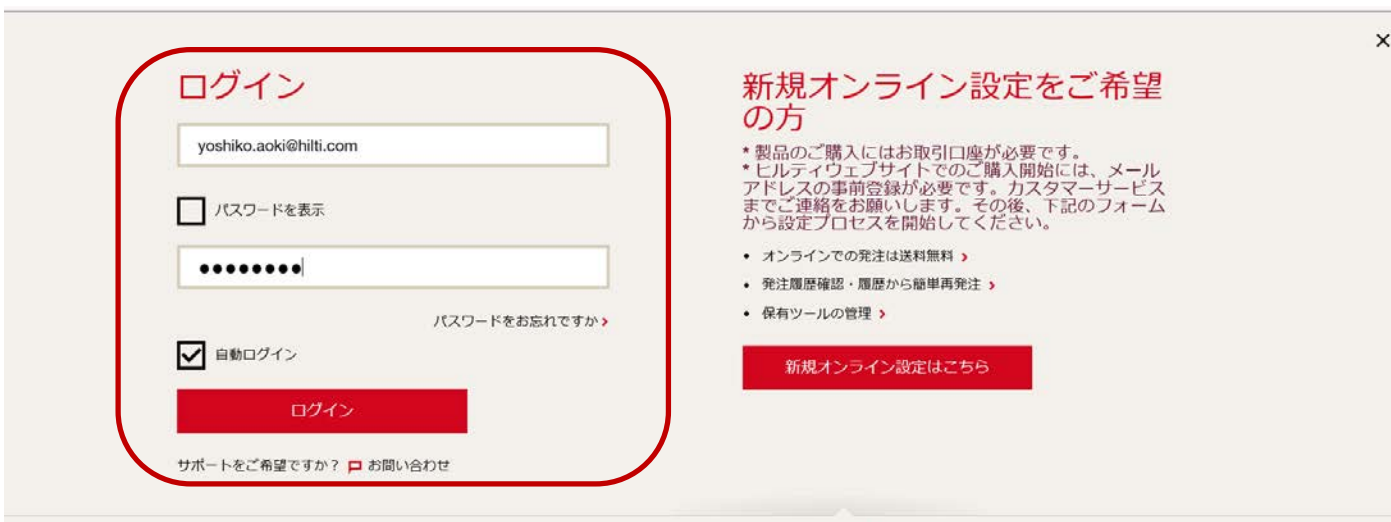 ログイン
yoshiko.aoki@hilti.com
パスワードを表示
●●●●●●●●
パスワードをお忘れですか
自動ログイン
ログイン
サポートをご希望ですか? お問い合わせ
新規オンライン設定をご希望
の方
* 製品のご購入にはお取引口座が必要です。
* ヒルティウェブサイトでのご購入開始には、メール
アドレスの事前登録が必要です。カスタマーサービス
までご連絡をお願いします。その後、下記のフォーム
から設定プロセスを開始してください。
• オンラインでの発注は送料無料
• 発注履歴確認・履歴から簡単再発注
• 保有ツールの管理
新規オンライン設定はこちら